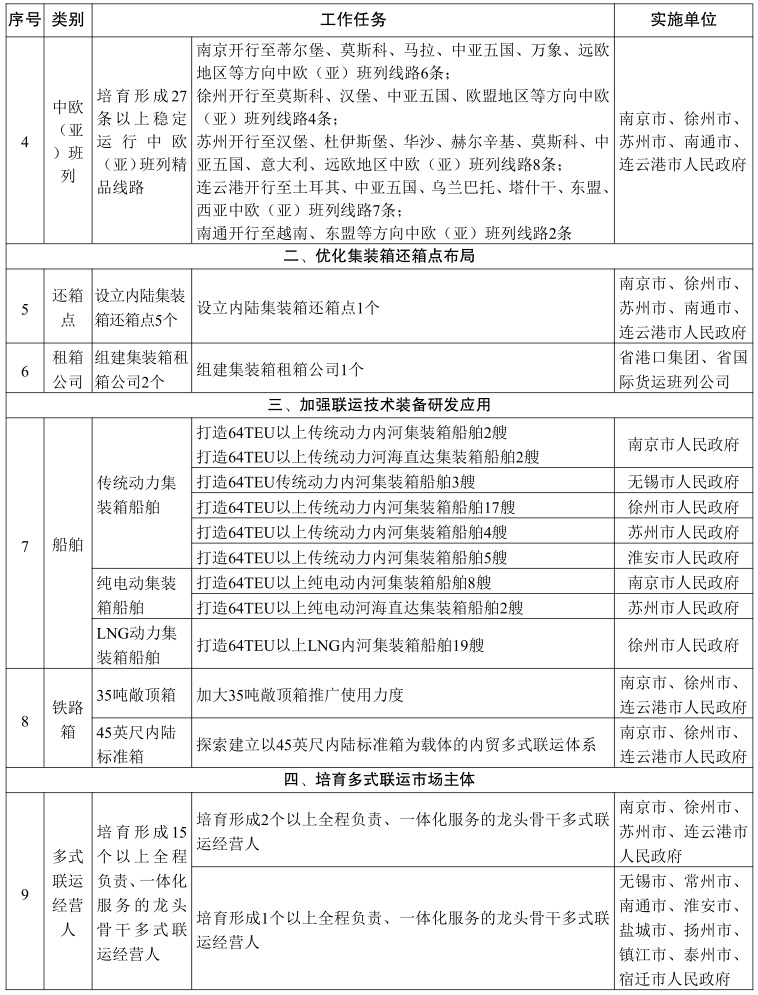 序号 类别 工作任务 实施单位
4
中欧
（亚
）班
列
培育形成27
条以上稳定
运行中欧
（亚）班列精
品线路
南京开行至蒂尔堡、莫斯科、马拉、中亚五国、万象、远欧
地区等方向中欧（亚）班列线路6条；
徐州开行至莫斯科、汉堡、中亚五国、欧盟地区等方向中欧
（亚）班列线路4条；
苏州开行至汉堡、杜伊斯堡、华沙、赫尔辛基、莫斯科、中
亚五国、意大利、远欧地区中欧（亚）班列线路8条；
连云港开行至土耳其、中亚五国、乌兰巴托、塔什干、东盟、
西亚中欧（亚）班列线路7条；
南通开行至越南、东盟等方向中欧（亚）班列线路2条
南京市、徐州市、
苏州市、南通市、
连云港市人民政府
二、优化集装箱还箱点布局
5
还箱
点
设立内陆集装
箱还箱点5个
设立内陆集装箱还箱点1个
南京市、徐州市、
苏州市、南通市、
连云港市人民政府
6
租箱
公司
组建集装箱租
箱公司2个
组建集装箱租箱公司1个
省港口集团、省国
际货运班列公司
三、加强联运技术装备研发应用
7
船舶
传统动力集
装箱船舶
打造64TEU以上传统动力内河集装箱船舶2艘
打造64TEU以上传统动力河海直达集装箱船舶2艘
南京市人民政府
打造64TEU传统动力内河集装箱船舶3艘
无锡市人民政府
打造64TEU以上传统动力内河集装箱船舶17艘
徐州市人民政府
打造64TEU以上传统动力内河集装箱船舶4艘
苏州市人民政府
打造64TEU以上传统动力内河集装箱船舶5艘
淮安市人民政府
纯电动集装
箱船舶
打造64TEU以上纯电动内河集装箱船舶8艘
南京市人民政府
打造64TEU以上纯电动河海直达集装箱船舶2艘
苏州市人民政府
LNG动力集
装箱船舶
打造64TEU以上LNG内河集装箱船舶19艘
徐州市人民政府
8
铁路
箱
35吨敞顶箱
加大35吨敞顶箱推广使用力度
南京市、徐州市、
连云港市人民政府
45英尺内陆
标准箱
探索建立以45英尺内陆标准箱为载体的内贸多式联运体系
南京市、徐州市、
连云港市人民政府
四、培育多式联运市场主体
9
多式
联运
经营
人
培育形成15
个以上全程
负责、一体化
服务的龙头
骨干多式联
运经营人
培育形成2个以上全程负责、一体化服务的龙头骨干多式联
运经营人
南京市、徐州市、
苏州市、连云港市
人民政府
培育形成1个以上全程负责、一体化服务的龙头骨干多式联
运经营人
无锡市、常州市、
南通市、淮安市、
盐城市、扬州市、
镇江市、泰州市、
宿迁市人民政府